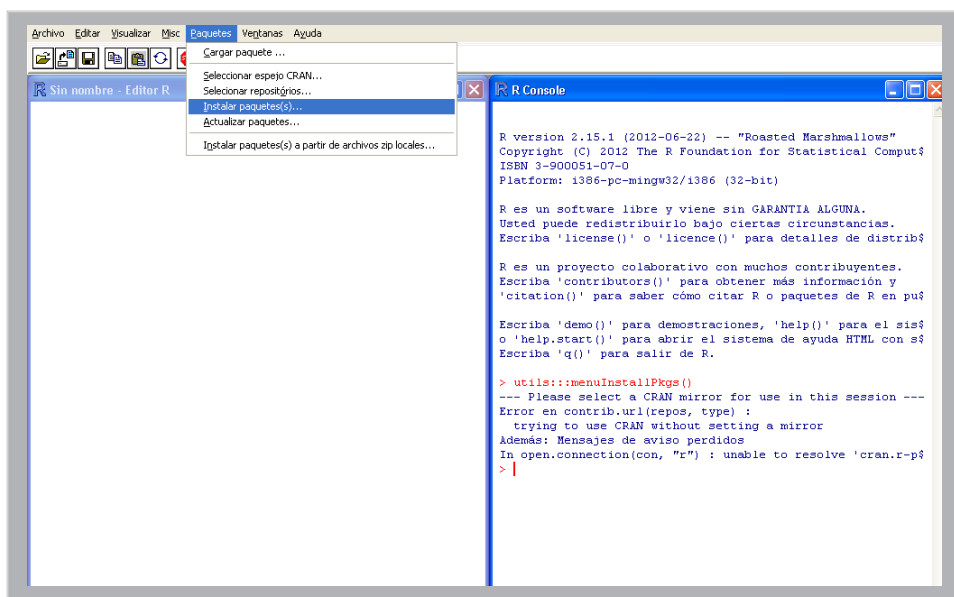 Archivo Editar Visualizar Misc Paquetes Ventanas Ayuda
Cargar paquete ...
Seleccionar espejo CRAN...
Selecionar repositórios...
Instalar paquetes(s)...
Actualizar paquetes...
Instalar paquetes(s) a partir de archivos zip locales...
Sin nombre - Editor R
R Console
R version 2.15.1 (2012-06-22) -- "Roasted Marshmallows"
Copyright (C) 2012 The R Foundation for Statistical Comput$
ISBN 3-900051-07-0
Platform: i386-pc-mingw32/i386 (32-bit)
R es un software libre y viene sin GARANTIA ALGUNA.
Usted puede redistribuirlo bajo ciertas circunstancias.
Escriba 'license()' o 'licence()' para detalles de distrib$
R es un proyecto colaborativo con muchos contribuyentes.
Escriba 'contributors()' para obtener más información y
'citation()' para saber cómo citar R o paquetes de R en pu$
Escriba 'demo()' para demostraciones, 'help()' para el sis$
o 'help.start()' para abrir el sistema de ayuda HTML con s$
Escriba 'q()' para salir de R.
> utils:::menuInstallPkgs()
--- Please select a CRAN mirror for use in this session ---
Error en contrib.url(repos, type) :
trying to use CRAN without setting a mirror
Además: Mensajes de aviso perdidos
In open.connection(con, "r") : unable to resolve 'cran.r-p$
>